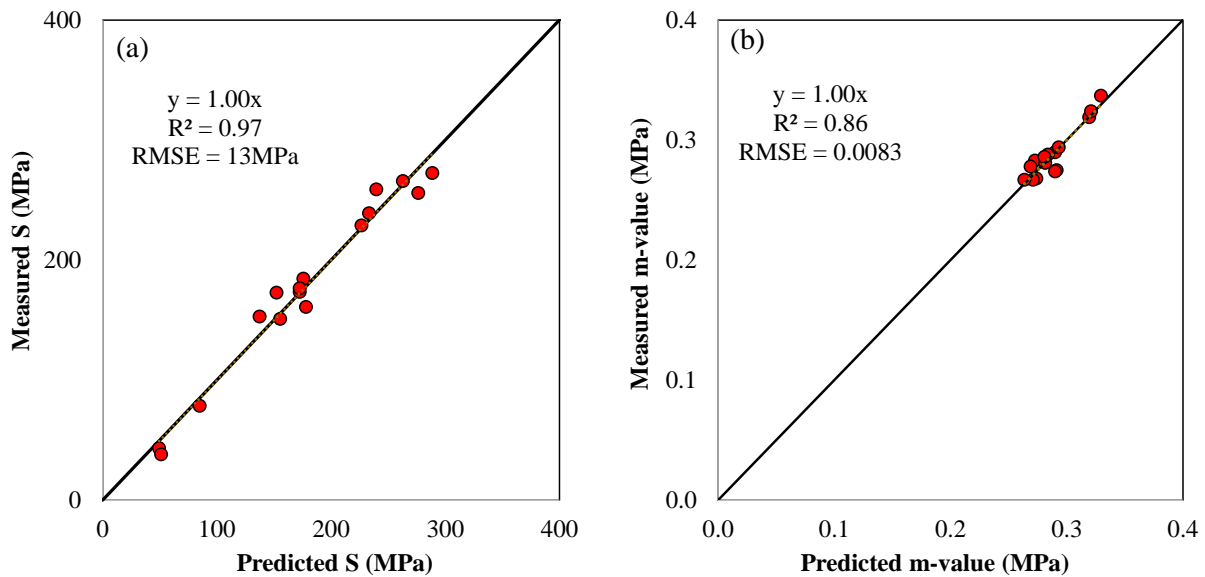 (a)
y = 1.00x
R² = 0.97
RMSE = 13MPa
Measured S (MPa)
400
200
0
0 100 200 300 400
Predicted S (MPa)
(b)
y = 1.00x
R² = 0.86
RMSE = 0.0083
Measured m-value (MPa)
0.4
0.3
0.2
0.1
0.0
0.0 0.1 0.2 0.3 0.4
Predicted m-value (MPa)